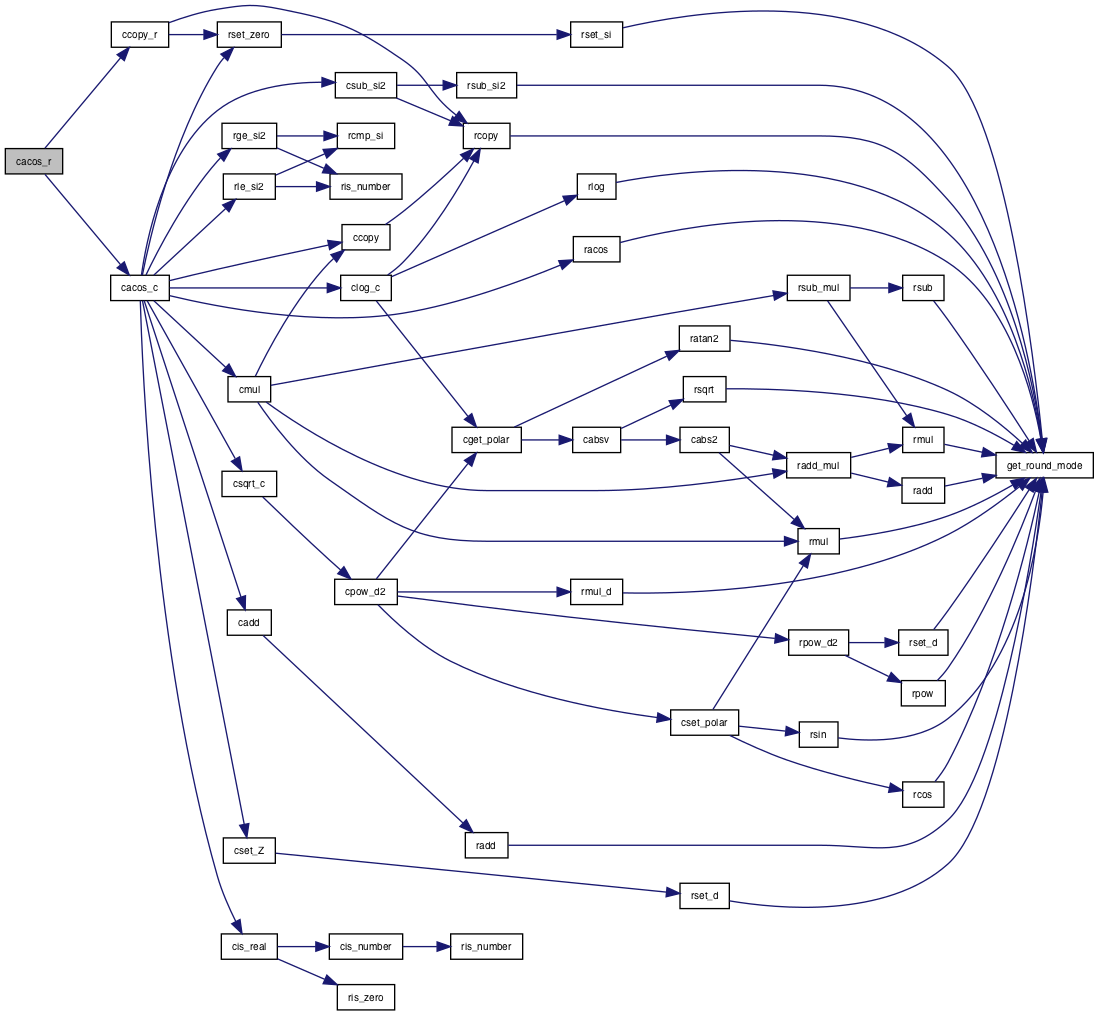 ccopy_r
rset_zero
rset_si
csub_si2
rsub_si2
rge_si2
rcmp_si
rcopy
cacos_r
rle_si2
ris_number
rlog
ccopy
racos
cacos_c
clog_c
rsub_mul
rsub
ratan2
cmul
rsqrt
cget_polar
cabsv
cabs2
rmul
radd_mul
get_round_mode
csqrt_c
radd
rmul
cpow_d2
rmul_d
cadd
rpow_d2
rset_d
rpow
cset_polar
rsin
rcos
cset_Z
radd
rset_d
cis_real
cis_number
ris_number
ris_zero